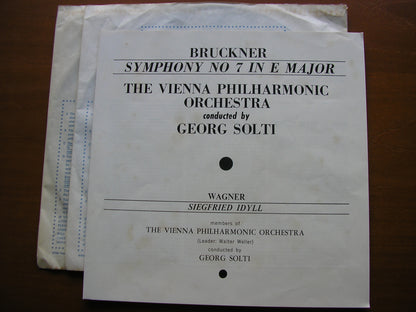 BRUCKNER
SYMPHONY NO 7 IN E MAJOR
THE VIENNA PHILHARMONIC
ORCHESTRA
conducted by
GEORG SOLTI
WAGNER
SIEGFRIED IDYLL
members of
THE VIENNA PHILHARMONIC ORCHESTRA
(Leader: Walter Weller)
conducted by
GEORG SOLTI